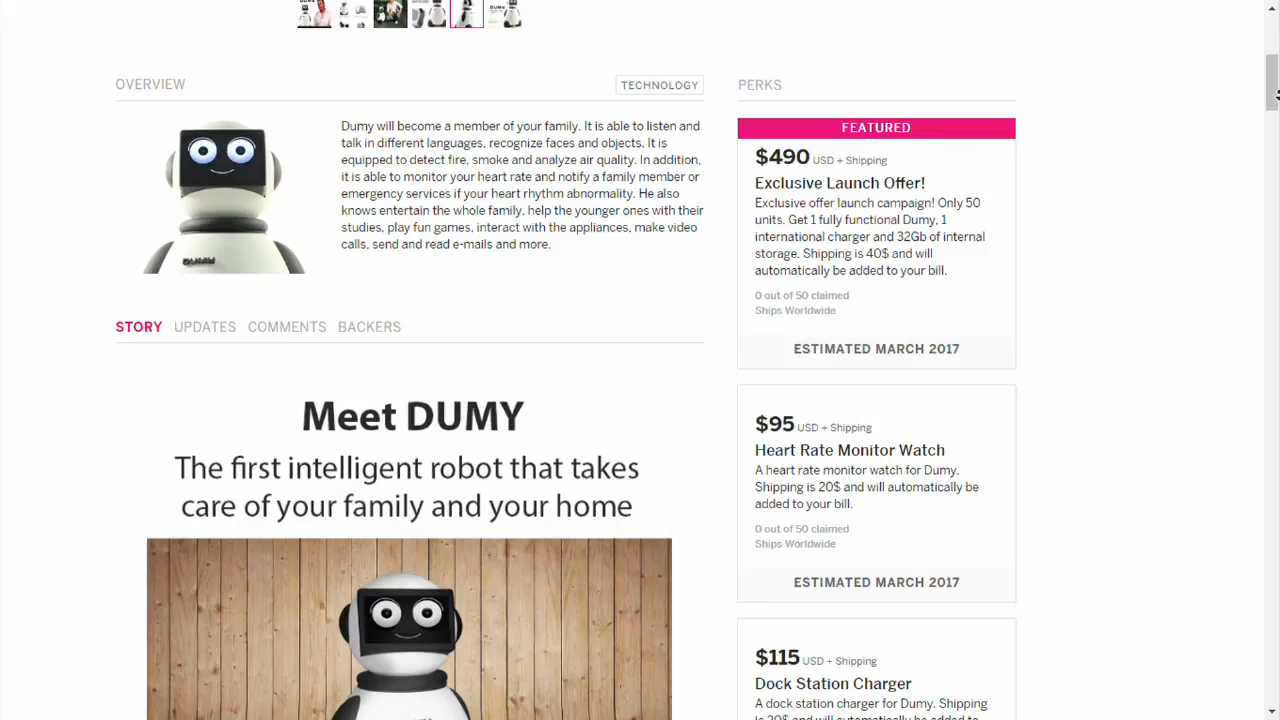 OVERVIEW
TECHNOLOGY
Dumy will become a member of your family. It is able to listen and
talk in different languages, recognize faces and objects. It is
equipped to detect fire, smoke and analyze air quality. In addition,
it is able to monitor your heart rate and notify a family member or
emergency services if your heart rhythm abnormality. He also
knows entertain the whole family, help the younger ones with their
studies, play fun games, interact with the appliances, make video
calls, send and read e-mails and more.
DUMY
STORY UPDATES COMMENTS BACKERS
Meet DUMY
The first intelligent robot that takes
care of your family and your home
PERKS
FEATURED
$490 USD + Shipping
Exclusive Launch Offer!
Exclusive offer launch campaign! Only 50
units. Get 1 fully functional Dumy, 1
international charger and 32Gb of internal
storage. Shipping is 40$ and will
automatically be added to your bill.
0 out of 50 claimed
Ships Worldwide
ESTIMATED MARCH 2017
$95 USD + Shipping
Heart Rate Monitor Watch
A heart rate monitor watch for Dumy.
Shipping is 20$ and will automatically be
added to your bill.
0 out of 50 claimed
Ships Worldwide
ESTIMATED MARCH 2017
$115 USD + Shipping
Dock Station Charger
A dock station charger for Dumy. Shipping
is 20$ and will automatically be added to